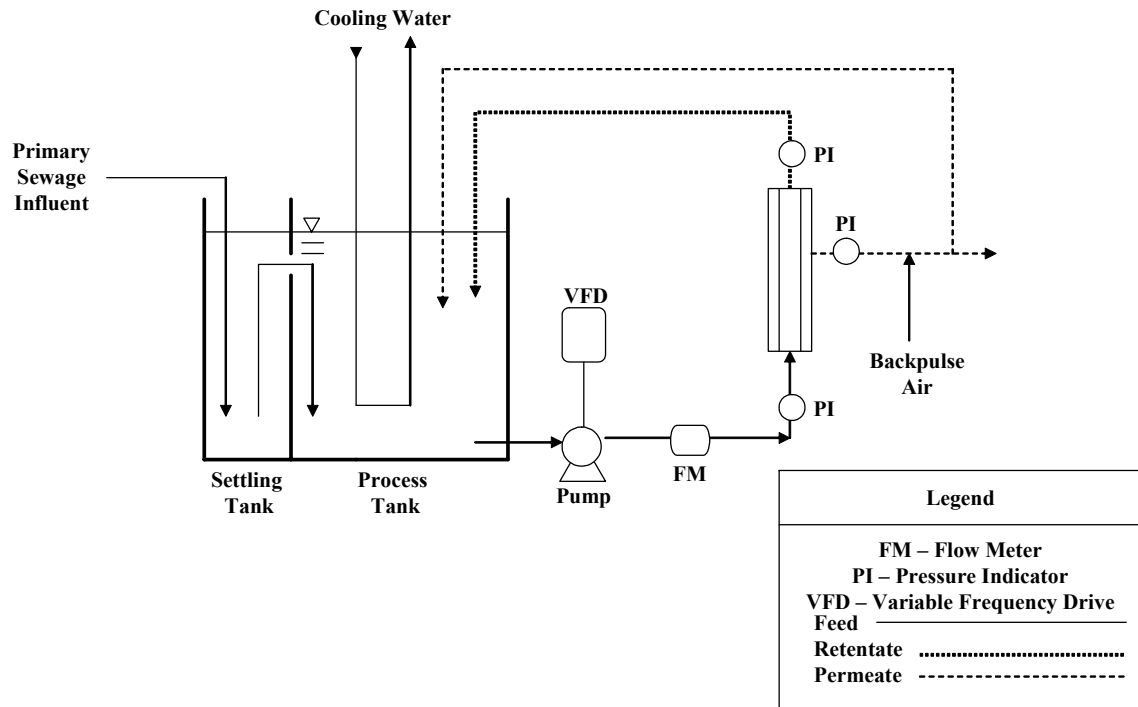 Cooling Water
Primary
Sewage
Influent
PI
PI
VFD
Backpulse
Air
PI
Settling
Tank
Process
Tank
Pump
FM
Legend
FM – Flow Meter
PI – Pressure Indicator
VFD – Variable Frequency Drive
Feed
Retentate
Permeate